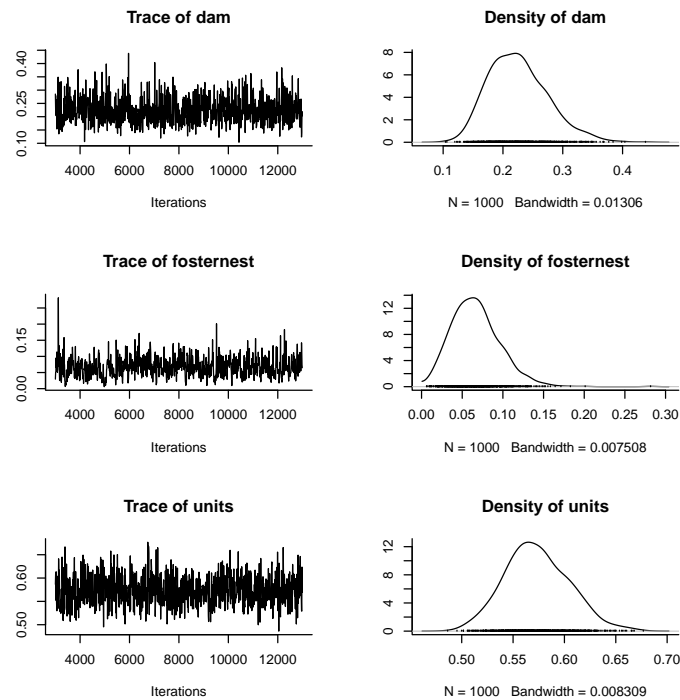 Trace of dam
0.10 0.25 0.40
4000 6000 8000 10000 12000
Iterations
Density of dam
0 2 4 6 8
0.1 0.2 0.3 0.4
N = 1000 Bandwidth = 0.01306
Trace of fosternest
0.00 0.15
4000 6000 8000 10000 12000
Iterations
Density of fosternest
0 4 8 12
0.00 0.05 0.10 0.15 0.20 0.25 0.30
N = 1000 Bandwidth = 0.007508
Trace of units
0.50 0.60
4000 6000 8000 10000 12000
Iterations
Density of units
0 4 8 12
0.50 0.55 0.60 0.65 0.70
N = 1000 Bandwidth = 0.008309